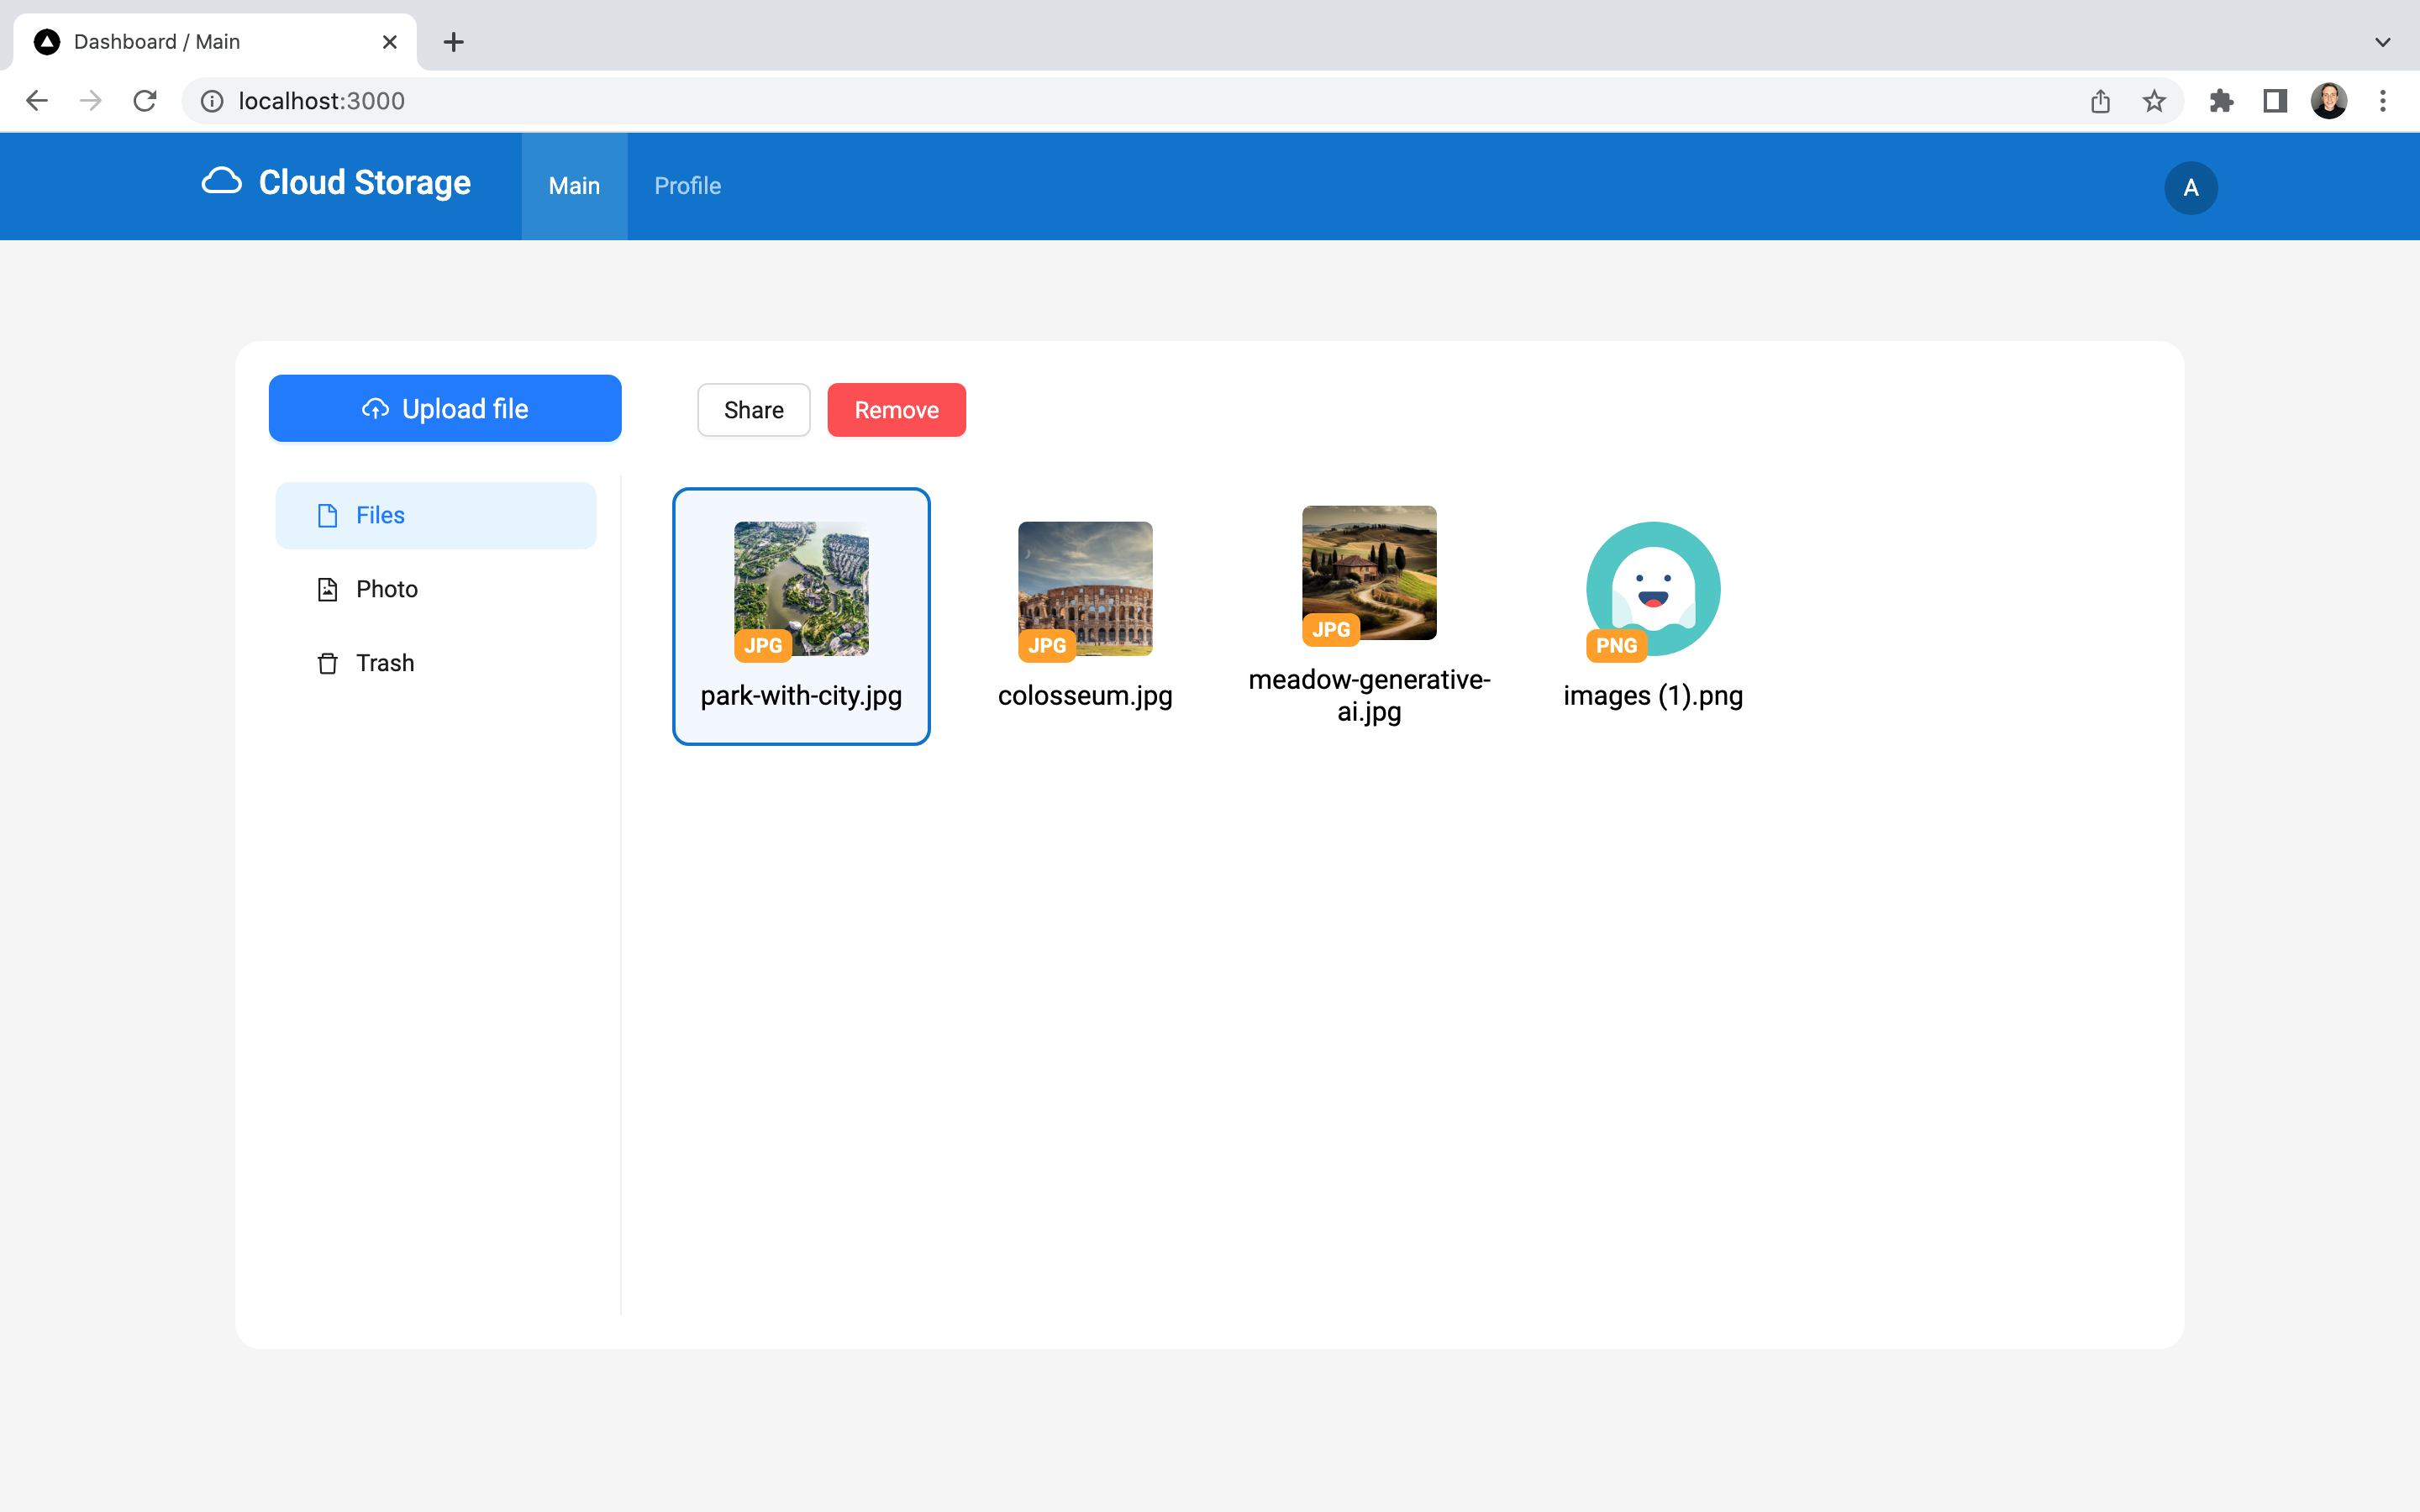 Dashboard / Main
localhost:3000
Cloud Storage
Main
Profile
A
Upload file
Share
Remove
Files
Photo
Trash
JPG
park-with-city.jpg
JPG
colosseum.jpg
JPG
meadow-generative-
ai.jpg
PNG
images (1).png